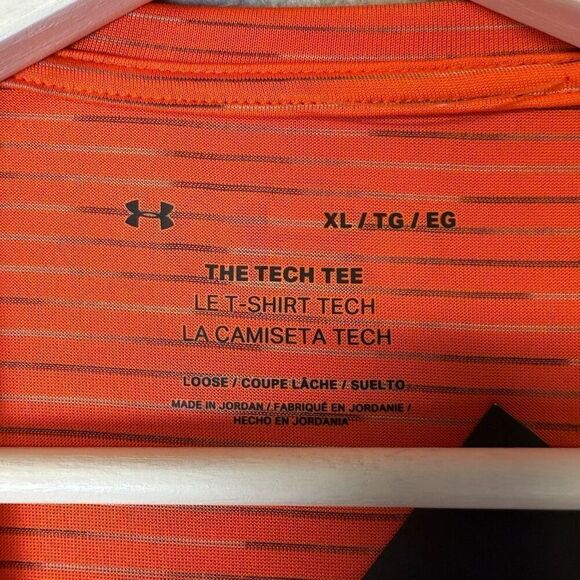 XL / TG / EG
THE TECH TEE
LE T-SHIRT TECH
LA CAMISETA TECH
LOOSE / COUPE LÂCHE / SUELTO
MADE IN JORDAN / FABRIQUÉ EN JORDANIE /
HECHO EN JORDANIA